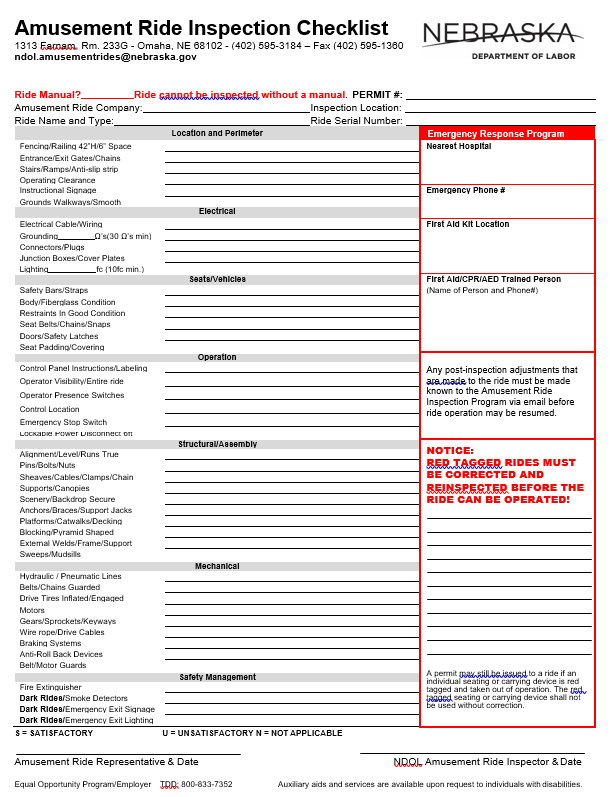 Amusement Ride Inspection Checklist
1313 Farnam, Rm. 233G - Omaha, NE 68102 - (402) 595-3184 – Fax (402) 595-1360
ndol.amusementrides@nebraska.gov
NEBRASKA
DEPARTMENT OF LABOR
Ride Manual?_________Ride cannot be inspected without a manual. PERMIT #:
Amusement Ride Company: Inspection Location:
Ride Name and Type: Ride Serial Number:
Location and Perimeter
Fencing/Railing 42"H/6" Space
Entrance/Exit Gates/Chains
Stairs/Ramps/Anti-slip strip
Operating Clearance
Instructional Signage
Grounds Walkways/Smooth
Electrical
Electrical Cable/Wiring
Grounding________Ω's(30 Ω's min)
Connectors/Plugs
Junction Boxes/Cover Plates
Lighting__________fc (10fc min.)
Seats/Vehicles
Safety Bars/Straps
Body/Fiberglass Condition
Restraints In Good Condition
Seat Belts/Chains/Snaps
Doors/Safety Latches
Seat Padding/Covering
Operation
Control Panel Instructions/Labeling
Operator Visibility/Entire ride
Operator Presence Switches
Control Location
Emergency Stop Switch
Lockable Power Disconnect 6ft
Structural/Assembly
Alignment/Level/Runs True
Pins/Bolts/Nuts
Sheaves/Cables/Clamps/Chain
Supports/Canopies
Scenery/Backdrop Secure
Anchors/Braces/Support Jacks
Platforms/Catwalks/Decking
Blocking/Pyramid Shaped
External Welds/Frame/Support
Sweeps/Mudsills
Mechanical
Hydraulic / Pneumatic Lines
Belts/Chains Guarded
Drive Tires Inflated/Engaged
Motors
Gears/Sprockets/Keyways
Wire rope/Drive Cables
Braking Systems
Anti-Roll Back Devices
Belt/Motor Guards
Safety Management
Fire Extinguisher
Dark Rides/Smoke Detectors
Dark Rides/Emergency Exit Signage
Dark Rides/Emergency Exit Lighting
Emergency Response Program
Nearest Hospital
Emergency Phone #
First Aid Kit Location
First Aid/CPR/AED Trained Person
(Name of Person and Phone#)
Any post-inspection adjustments that
are made to the ride must be made
known to the Amusement Ride
Inspection Program via email before
ride operation may be resumed.
NOTICE:
RED TAGGED RIDES MUST
BE CORRECTED AND
REINSPECTED BEFORE THE
RIDE CAN BE OPERATED!
A permit may still be issued to a ride if an
individual seating or carrying device is red
tagged and taken out of operation. The red
tagged seating or carrying device shall not
be used without correction.
S = SATISFACTORY U = UNSATISFACTORY N = NOT APPLICABLE
Amusement Ride Representative & Date NDOL Amusement Ride Inspector & Date
Equal Opportunity Program/Employer TDD: 800-833-7352 Auxiliary aids and services are available upon request to individuals with disabilities.